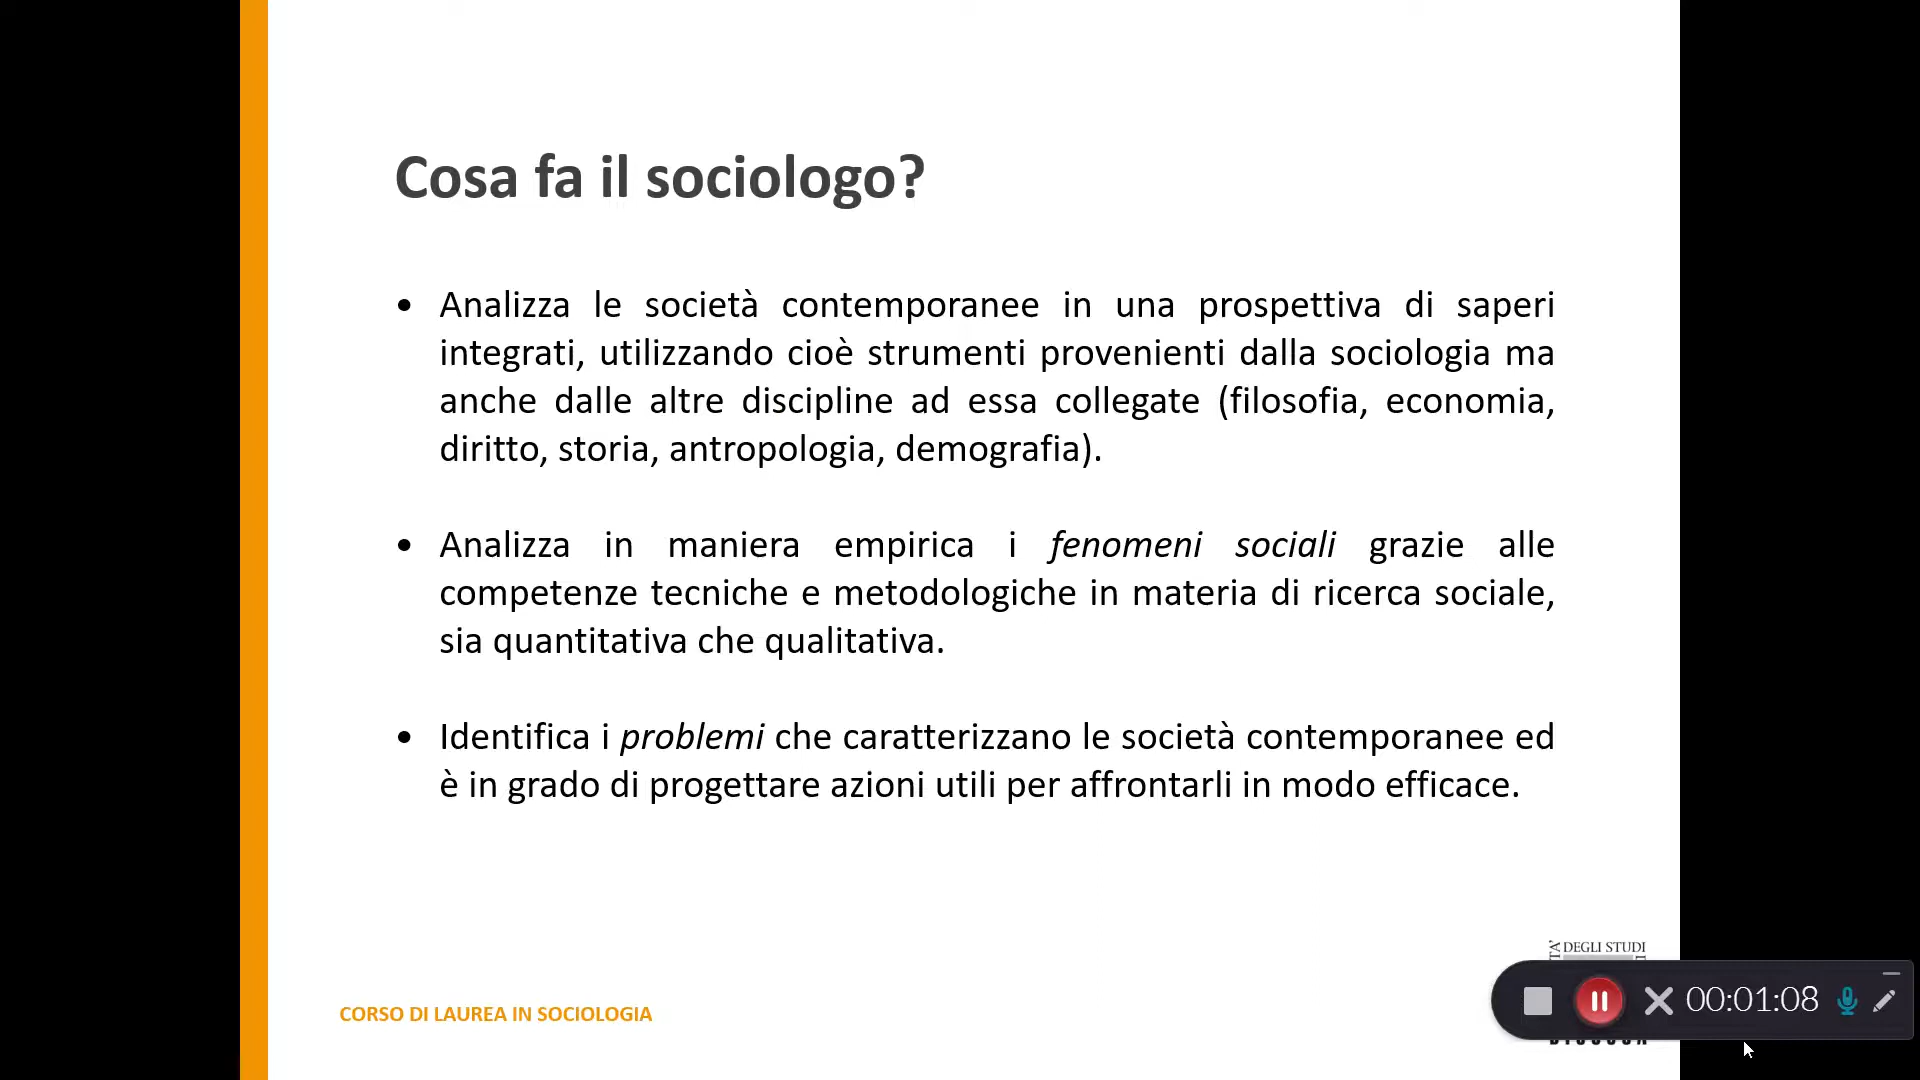 Cosa fa il sociologo?
• Analizza le società contemporanee in una prospettiva di saperi
integrati, utilizzando cioè strumenti provenienti dalla sociologia ma
anche dalle altre discipline ad essa collegate (filosofia, economia,
diritto, storia, antropologia, demografia).
• Analizza in maniera empirica i fenomeni sociali grazie alle
competenze tecniche e metodologiche in materia di ricerca sociale,
sia quantitativa che qualitativa.
• Identifica i problemi che caratterizzano le società contemporanee ed
è in grado di progettare azioni utili per affrontarli in modo efficace.
DEGLI STUDI
00:01:08
CORSO DI LAUREA IN SOCIOLOGIA